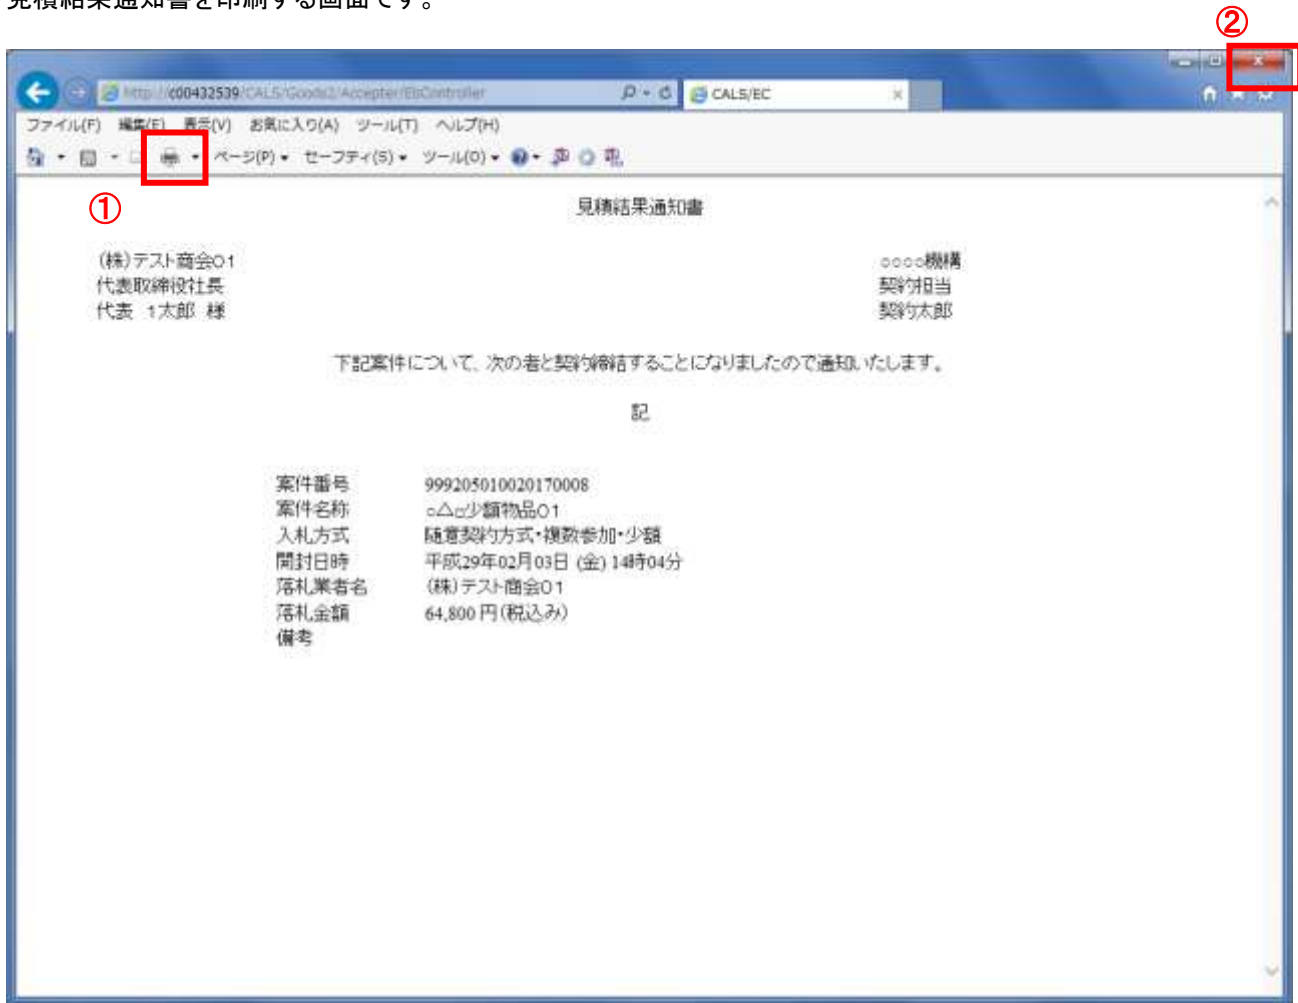 見積結果通知書を印刷する画面です。
②
http://c00432539/CALS/Goods2/Accepter/EbController
CALS/EC
ファイル(F) 編集(E) 表示(V) お気に入り(A) ツール(T) ヘルプ(H)
ページ(P) セーフティ(S) ツール(O)
①
見積結果通知書
(株)テスト商会01
代表取締役社長
代表 1太郎 様
○○○○機構
契約担当
契約太郎
下記案件について、次の者と契約締結することになりましたので通知いたします。
記
案件番号 999205010020170008
案件名称 ○△□少額物品01
入札方式 随意契約方式・複数参加・少額
開封日時 平成29年02月03日 (金) 14時04分
落札業者名 (株)テスト商会01
落札金額 64,800 円(税込み)
備考